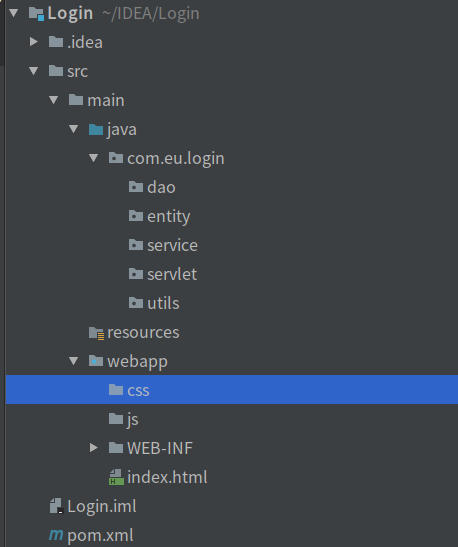 Login ~/IDEA/Login
.idea
src
main
java
com.eu.login
dao
entity
service
servlet
utils
resources
webapp
css
js
WEB-INF
index.html
Login.iml
pom.xml